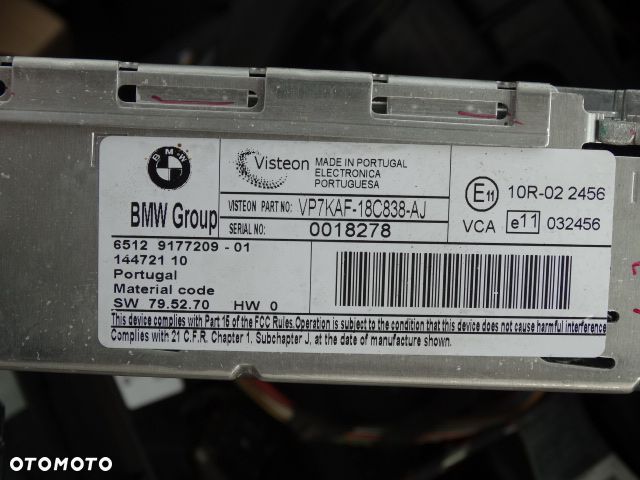 BMW
BMW Group
Visteon
MADE IN PORTUGAL
ELECTRONICA
PORTUGUESA
VISTEON PART NO: VP7KAF-18C838-AJ
SERIAL NO: 0018278
E11 10R-02 2456
VCA e11 032456
6512 9177209 - 01
144721 10
Portugal
Material code
SW 79.52.70 HW 0
This device complies with Part 15 of the FCC Rules. Operation is subject to the condition that this device does not cause harmful interference
Complies with 21 C.F.R. Chapter 1, Subchapter J, at the date of manufacture shown.
OTOMOTO